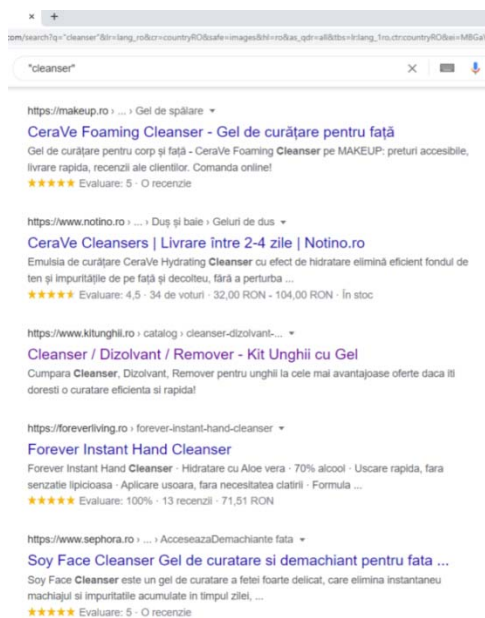 × +
com/search?q="cleanser"&lr=lang_ro&cr=countryRO&safe=images&hl=ro&as_qdr=all&tbs=lr:lang_1ro,ctr:countryRO&ei=
"cleanser"
https://makeup.ro › ... › Gel de spălare
CeraVe Foaming Cleanser - Gel de curățare pentru față
Gel de curățare pentru corp și față - CeraVe Foaming Cleanser pe MAKEUP: preturi accesibile,
livrare rapida, recenzii ale clientilor. Comanda online!
★★★★★ Evaluare: 5 · O recenzie
https://www.notino.ro › ... › Duș și baie › Geluri de dus
CeraVe Cleansers | Livrare între 2-4 zile | Notino.ro
Emulsia de curățare CeraVe Hydrating Cleanser cu efect de hidratare elimină eficient fondul de
ten și impuritățile de pe față și decolteu, fără a perturba ...
Evaluare: 4,5 · 34 de voturi · 32,00 RON - 104,00 RON · În stoc
https://www.kitunghii.ro › catalog › cleanser-dizolvant-...
Cleanser / Dizolvant / Remover - Kit Unghii cu Gel
Cumpara Cleanser, Dizolvant, Remover pentru unghii la cele mai avantajoase oferte daca iti
doresti o curatare eficienta si rapida!
https://foreverliving.ro › forever-instant-hand-cleanser
Forever Instant Hand Cleanser
Forever Instant Hand Cleanser · Hidratare cu Aloe vera · 70% alcool · Uscare rapida, fara
senzatie lipicioasa · Aplicare usoara, fara necesitatea clatirii · Formula ...
★★★★★ Evaluare: 100% · 13 recenzii · 71,51 RON
https://www.sephora.ro › ... › AcceseazaDemachiante fata
Soy Face Cleanser Gel de curatare si demachiant pentru fata ...
Soy Face Cleanser este un gel de curatare a fetei foarte delicat, care elimina instantaneu
machiajul si impuritatile acumulate in timpul zilei, ...
★★★★★ Evaluare: 5 · O recenzie